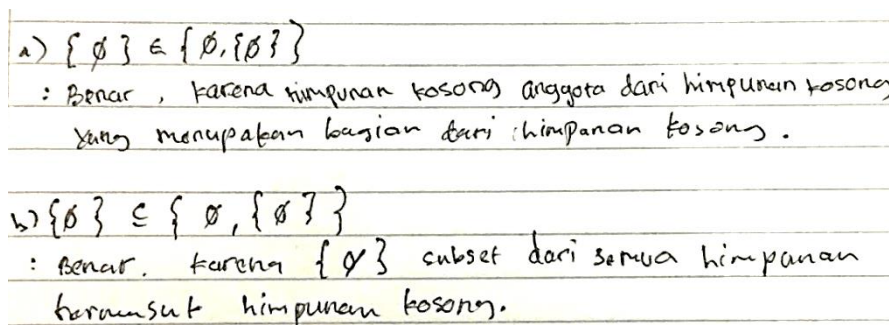 a) { ∅ } ∈ { ∅, {∅} }
: Benar, karena himpunan kosong anggota dari himpunan kosong
yang merupakan bagian dari himpunan kosong.
b) {∅} ⊆ { ∅, {∅} }
: Benar. karena {∅} subset dari semua himpunan
termasuk himpunan kosong.